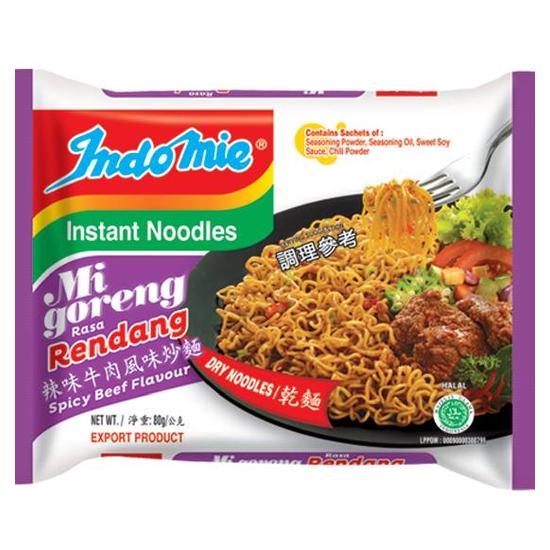 Rasa
IndoMie®
Instant Noodles
Contains Sachets of :
Seasoning Powder, Seasoning Oil, Sweet Soy
Sauce, Chili Powder
調理參考
Mi
goreng
Rasa
Rendang
辣味牛肉風味炒麵
Spicy Beef Flavour
DRY NOODLES/乾麵
NET WT. / 淨重: 80g/公克
EXPORT PRODUCT
HALAL
Mi goreng Rasa Rendang